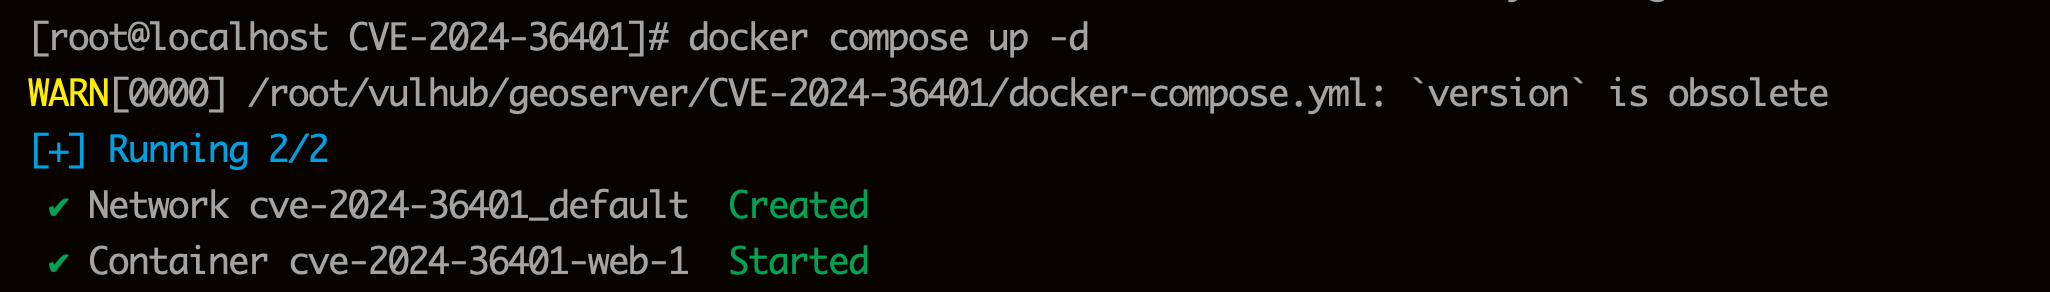 [root@localhost CVE-2024-36401]# docker compose up -d
WARN[0000] /root/vulhub/geoserver/CVE-2024-36401/docker-compose.yml: `version` is obsolete
[+] Running 2/2
✔ Network cve-2024-36401_default  Created
✔ Container cve-2024-36401-web-1  Started